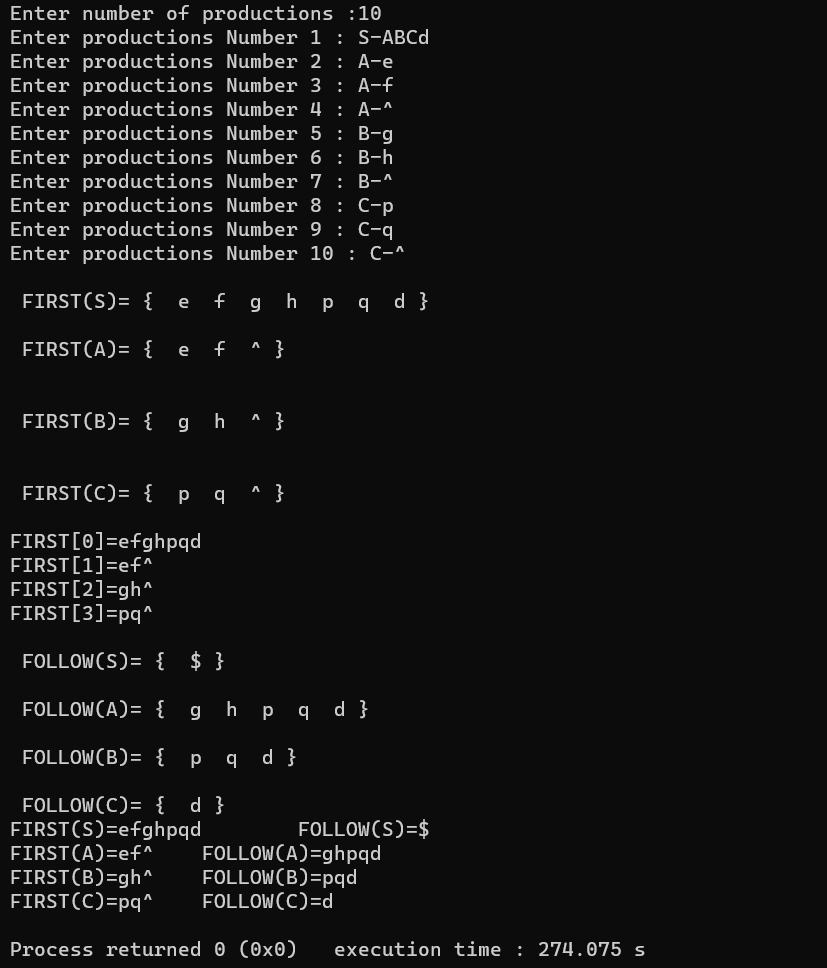 Enter number of productions :10
Enter productions Number 1 : S-ABCd
Enter productions Number 2 : A-e
Enter productions Number 3 : A-f
Enter productions Number 4 : A-^
Enter productions Number 5 : B-g
Enter productions Number 6 : B-h
Enter productions Number 7 : B-^
Enter productions Number 8 : C-p
Enter productions Number 9 : C-q
Enter productions Number 10 : C-^
FIRST(S)= {  e  f  g  h  p  q  d }
FIRST(A)= {  e  f  ^ }
FIRST(B)= {  g  h  ^ }
FIRST(C)= {  p  q  ^ }
FIRST[0]=efghpqd
FIRST[1]=ef^
FIRST[2]=gh^
FIRST[3]=pq^
FOLLOW(S)= {  $ }
FOLLOW(A)= {  g  h  p  q  d }
FOLLOW(B)= {  p  q  d }
FOLLOW(C)= {  d }
FIRST(S)=efghpqd        FOLLOW(S)=$
FIRST(A)=ef^    FOLLOW(A)=ghpqd
FIRST(B)=gh^    FOLLOW(B)=pqd
FIRST(C)=pq^    FOLLOW(C)=d
Process returned 0 (0x0)   execution time : 274.075 s